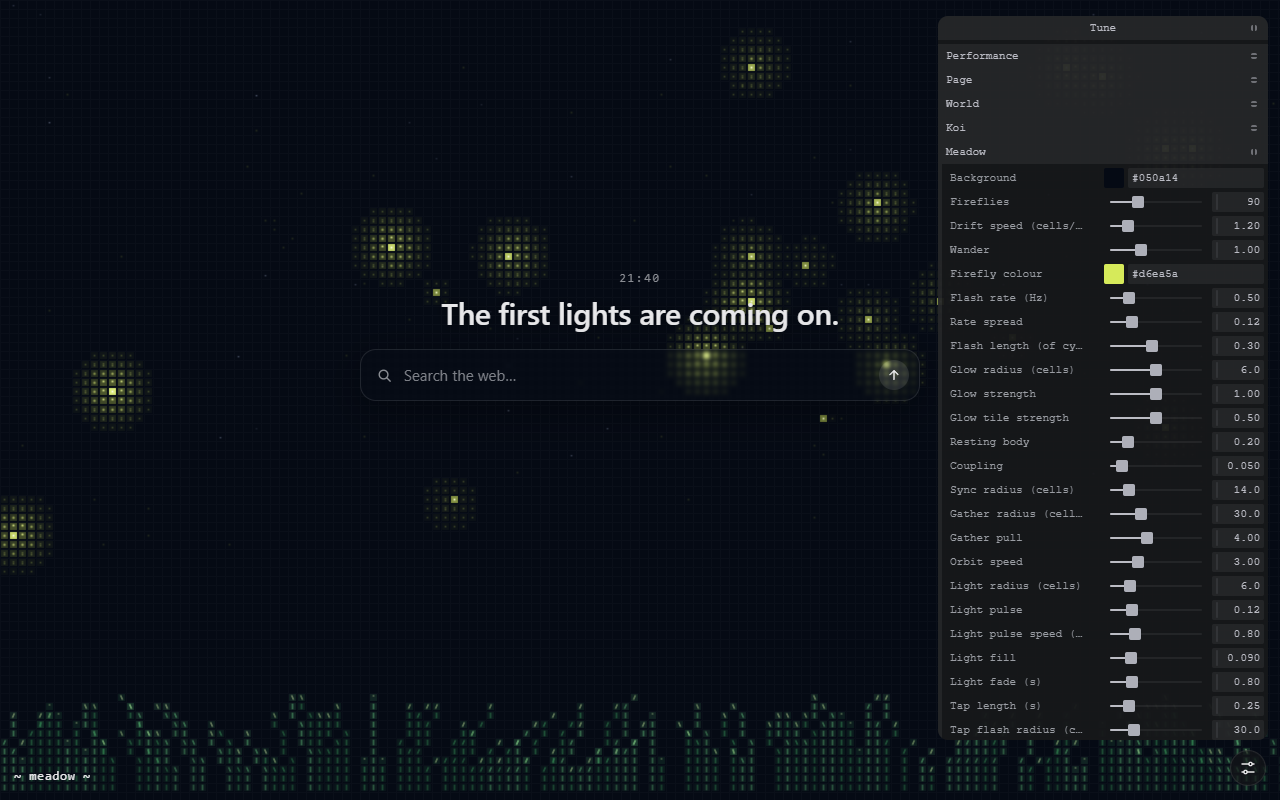 Tune
Performance
Page
World
Koi
Meadow
Background #050a14
Fireflies 90
Drift speed (cells/… 1.20
Wander 1.00
Firefly colour #d6ea5a
Flash rate (Hz) 0.50
Rate spread 0.12
Flash length (of cy… 0.30
Glow radius (cells) 6.0
Glow strength 1.00
Glow tile strength 0.50
Resting body 0.20
Coupling 0.050
Sync radius (cells) 14.0
Gather radius (cell… 30.0
Gather pull 4.00
Orbit speed 3.00
Light radius (cells) 6.0
Light pulse 0.12
Light pulse speed (… 0.80
Light fill 0.090
Light fade (s) 0.80
Tap length (s) 0.25
Tap flash radius (c… 30.0
21:40
The first lights are coming on.
Search the web...
~ meadow ~